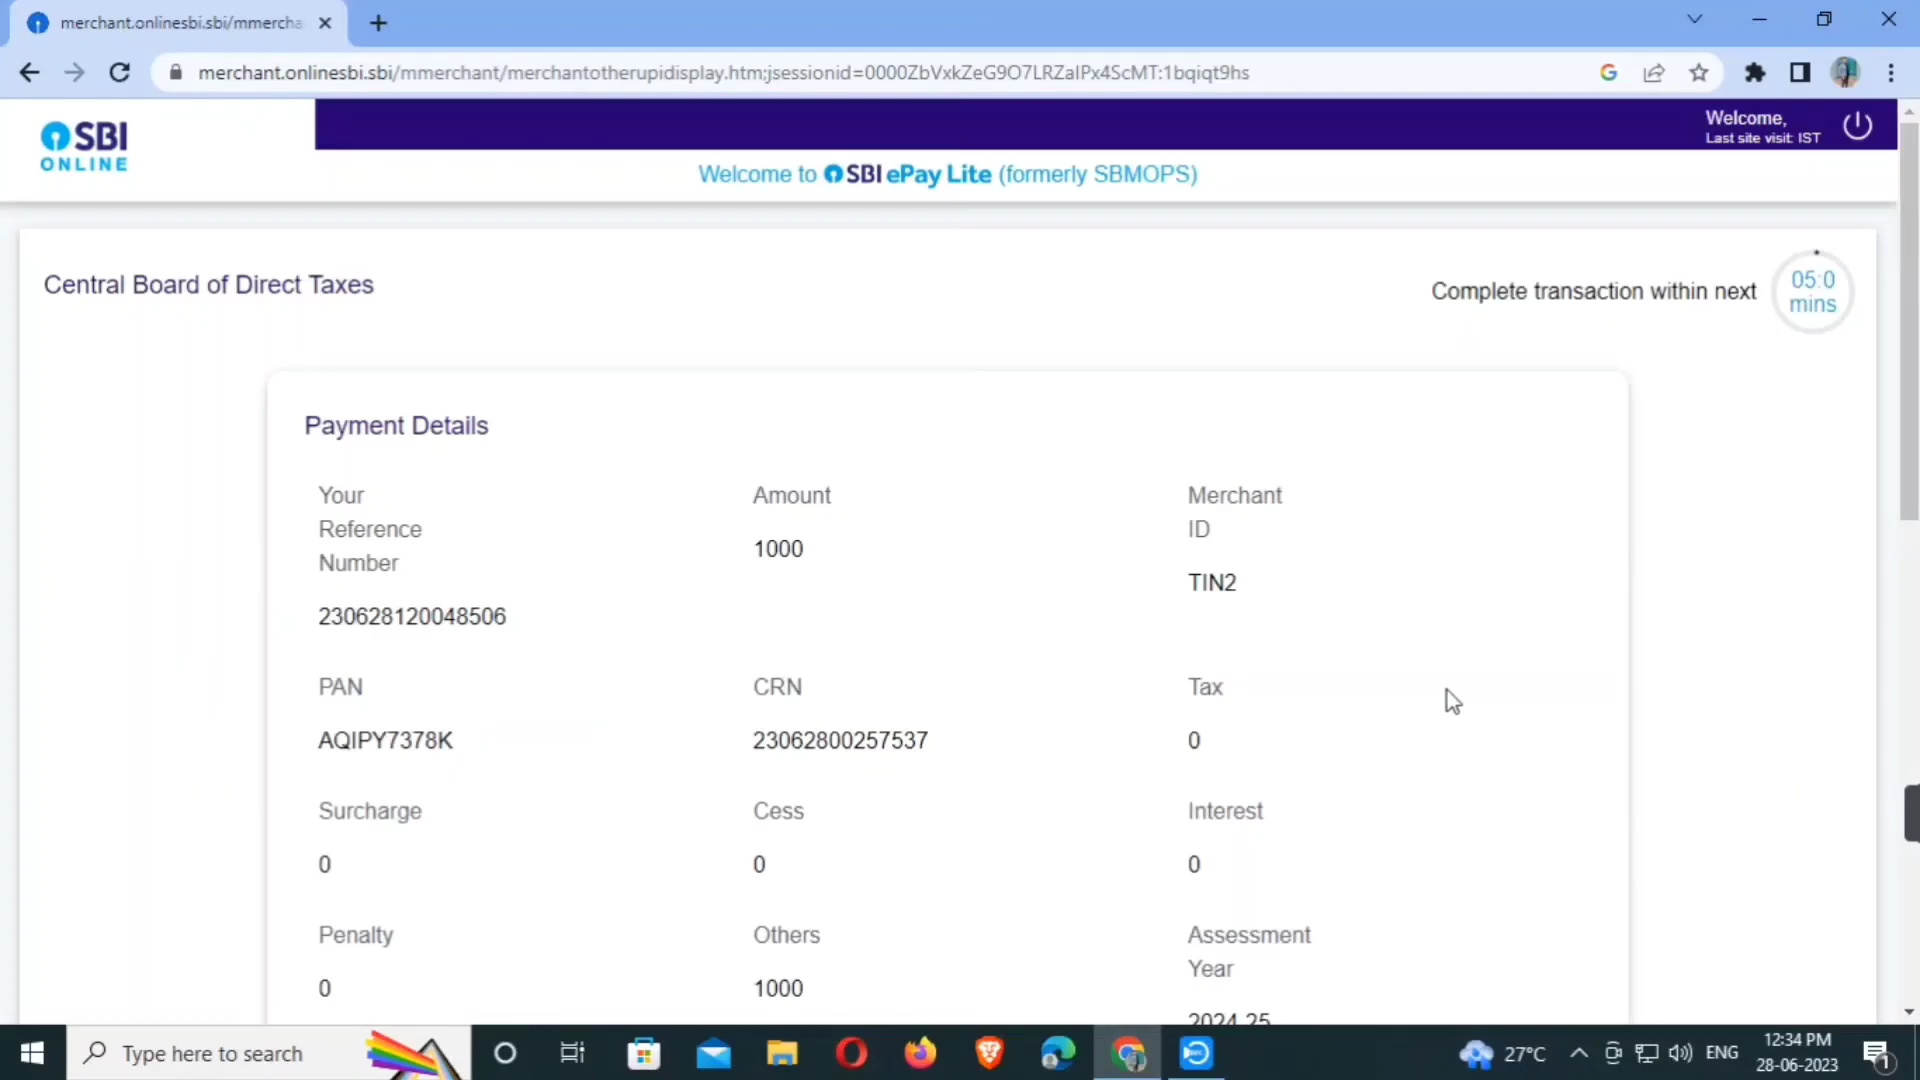 merchant.onlinesbi.sbi/mmercha
merchant.onlinesbi.sbi/mmerchant/merchantotherupidisplay.htm;jsessionid=0000ZbVxkZeG9O7LRZaIPx4ScMT:1bqiqt9hs
SBI
ONLINE
Welcome,
Last site visit: IST
Welcome to SBI ePay Lite (formerly SBMOPS)
Central Board of Direct Taxes
Complete transaction within next
05:0
mins
Payment Details
Your
Reference
Number
230628120048506
Amount
1000
Merchant
ID
TIN2
PAN
AQIPY7378K
CRN
23062800257537
Tax
0
Surcharge
0
Cess
0
Interest
0
Penalty
0
Others
1000
Assessment
Year
2024 25
Type here to search
27°C
ENG
12:34 PM
28-06-2023
1